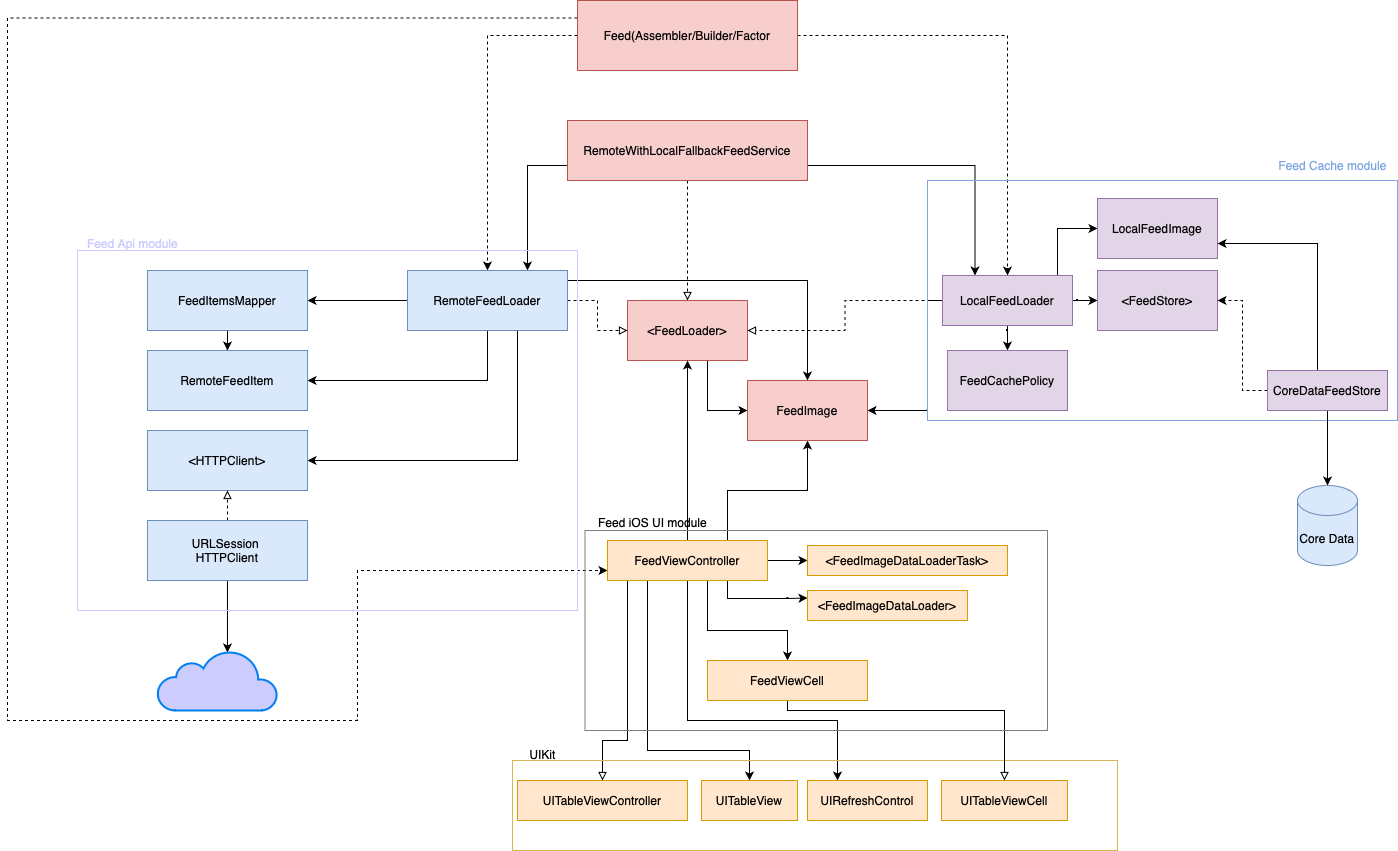 Feed(Assembler/Builder/Factor
RemoteWithLocalFallbackFeedService
Feed Cache module
LocalFeedImage
Feed Api module
FeedItemsMapper
RemoteFeedLoader
LocalFeedLoader
<FeedStore>
<FeedLoader>
RemoteFeedItem
FeedCachePolicy
CoreDataFeedStore
FeedImage
<HTTPClient>
Feed iOS UI module
URLSession
HTTPClient
Core Data
FeedViewController
<FeedImageDataLoaderTask>
<FeedImageDataLoader>
FeedViewCell
UIKit
UITableViewController
UITableView
UIRefreshControl
UITableViewCell